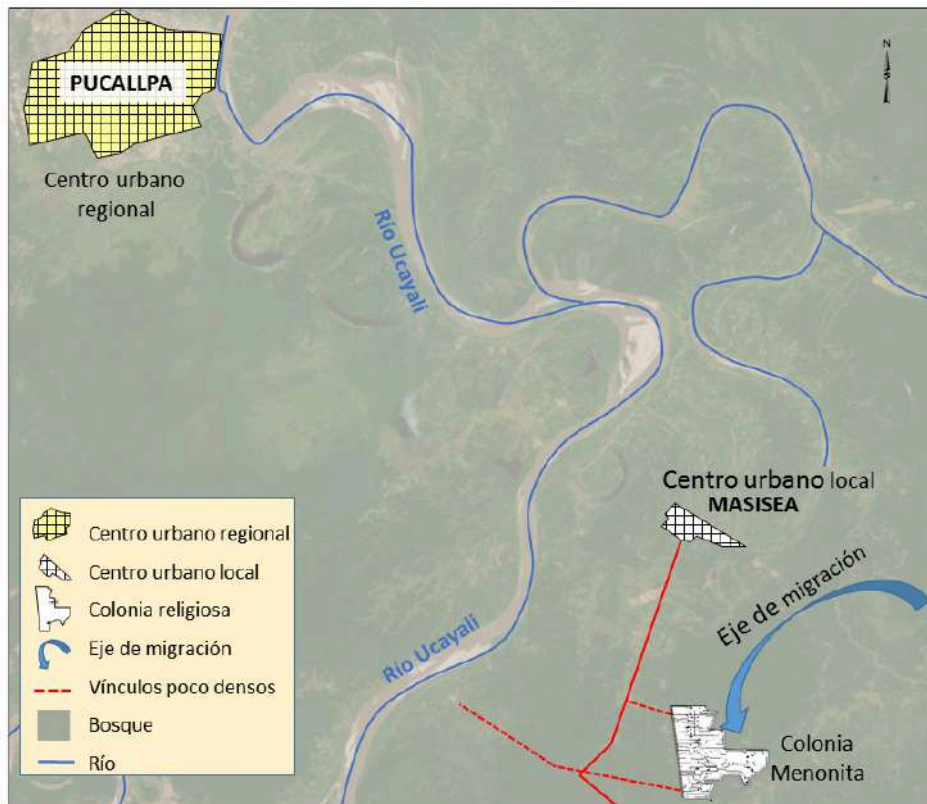 PUCALLPA
Centro urbano
regional
N
Río Ucayali
Centro urbano local
MASISEA
Eje de migración
Río Ucayali
Colonia
Menonita
Centro urbano regional
Centro urbano local
Colonia religiosa
Eje de migración
Vínculos poco densos
Bosque
Río